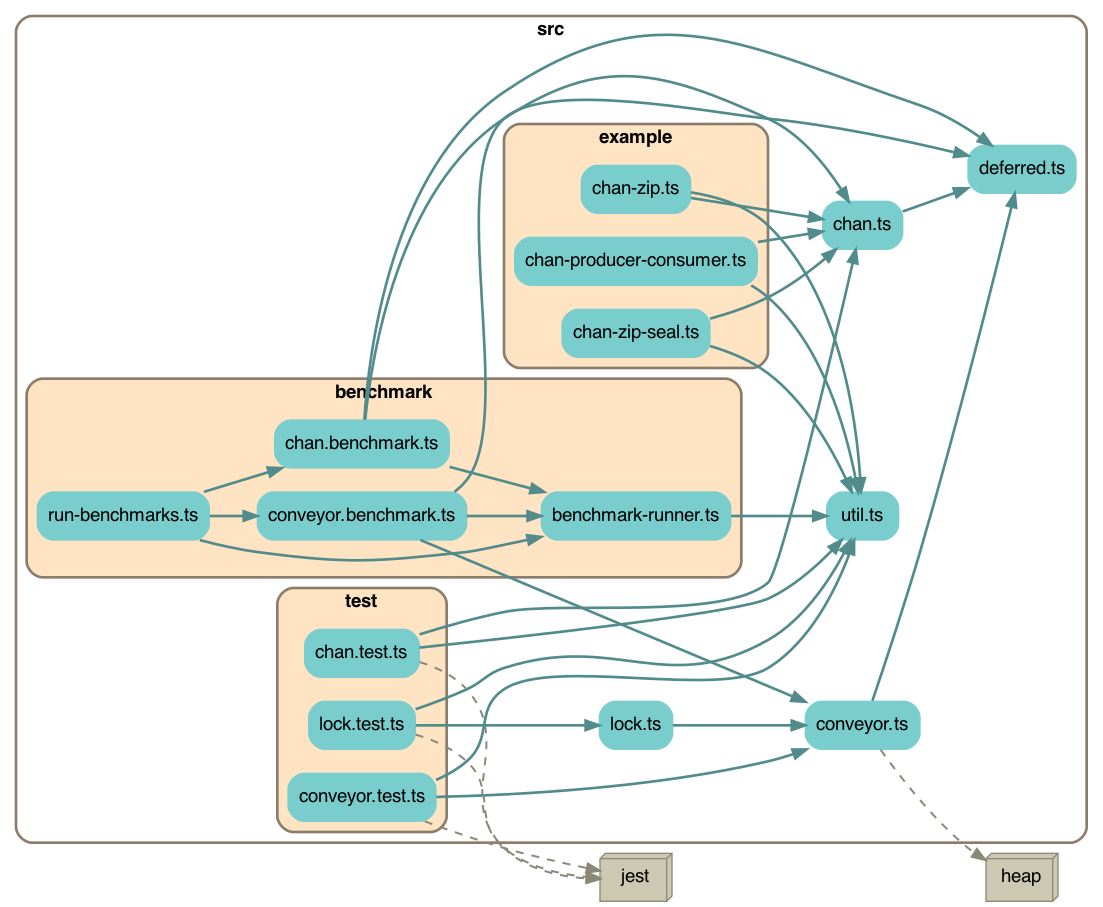 src
example
chan-zip.ts
deferred.ts
chan.ts
chan-producer-consumer.ts
chan-zip-seal.ts
benchmark
chan.benchmark.ts
run-benchmarks.ts
conveyor.benchmark.ts
benchmark-runner.ts
util.ts
test
chan.test.ts
lock.test.ts
lock.ts
conveyor.ts
conveyor.test.ts
jest
heap